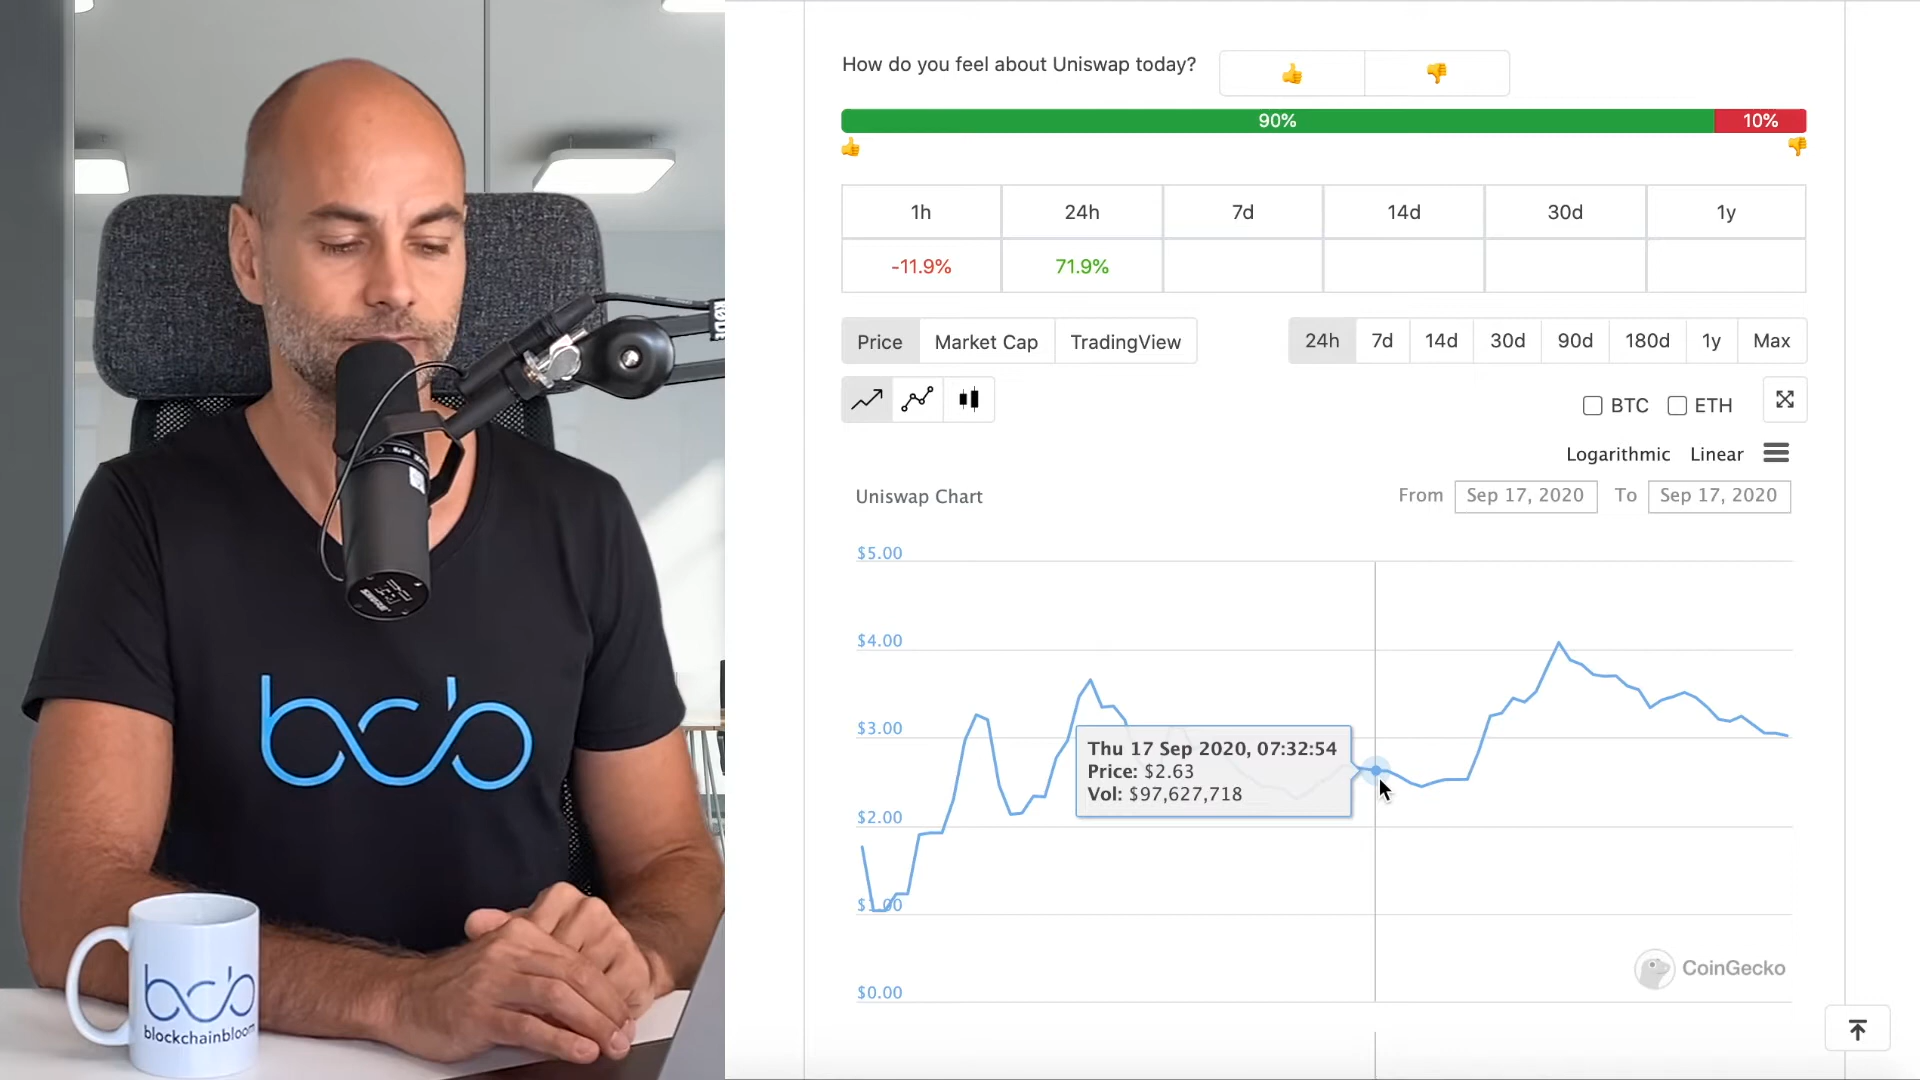 How do you feel about Uniswap today?
90%
10%
1h 24h 7d 14d 30d 1y
-11.9% 71.9%
Price Market Cap TradingView
24h 7d 14d 30d 90d 180d 1y Max
BTC ETH
Logarithmic Linear
Uniswap Chart
From Sep 17, 2020 To Sep 17, 2020
$5.00
$4.00
$3.00
Thu 17 Sep 2020, 07:32:54
Price: $2.63
Vol: $97,627,718
$2.00
$1.00
CoinGecko
$0.00
RØDE
bcb
bcb
blockchainbloom